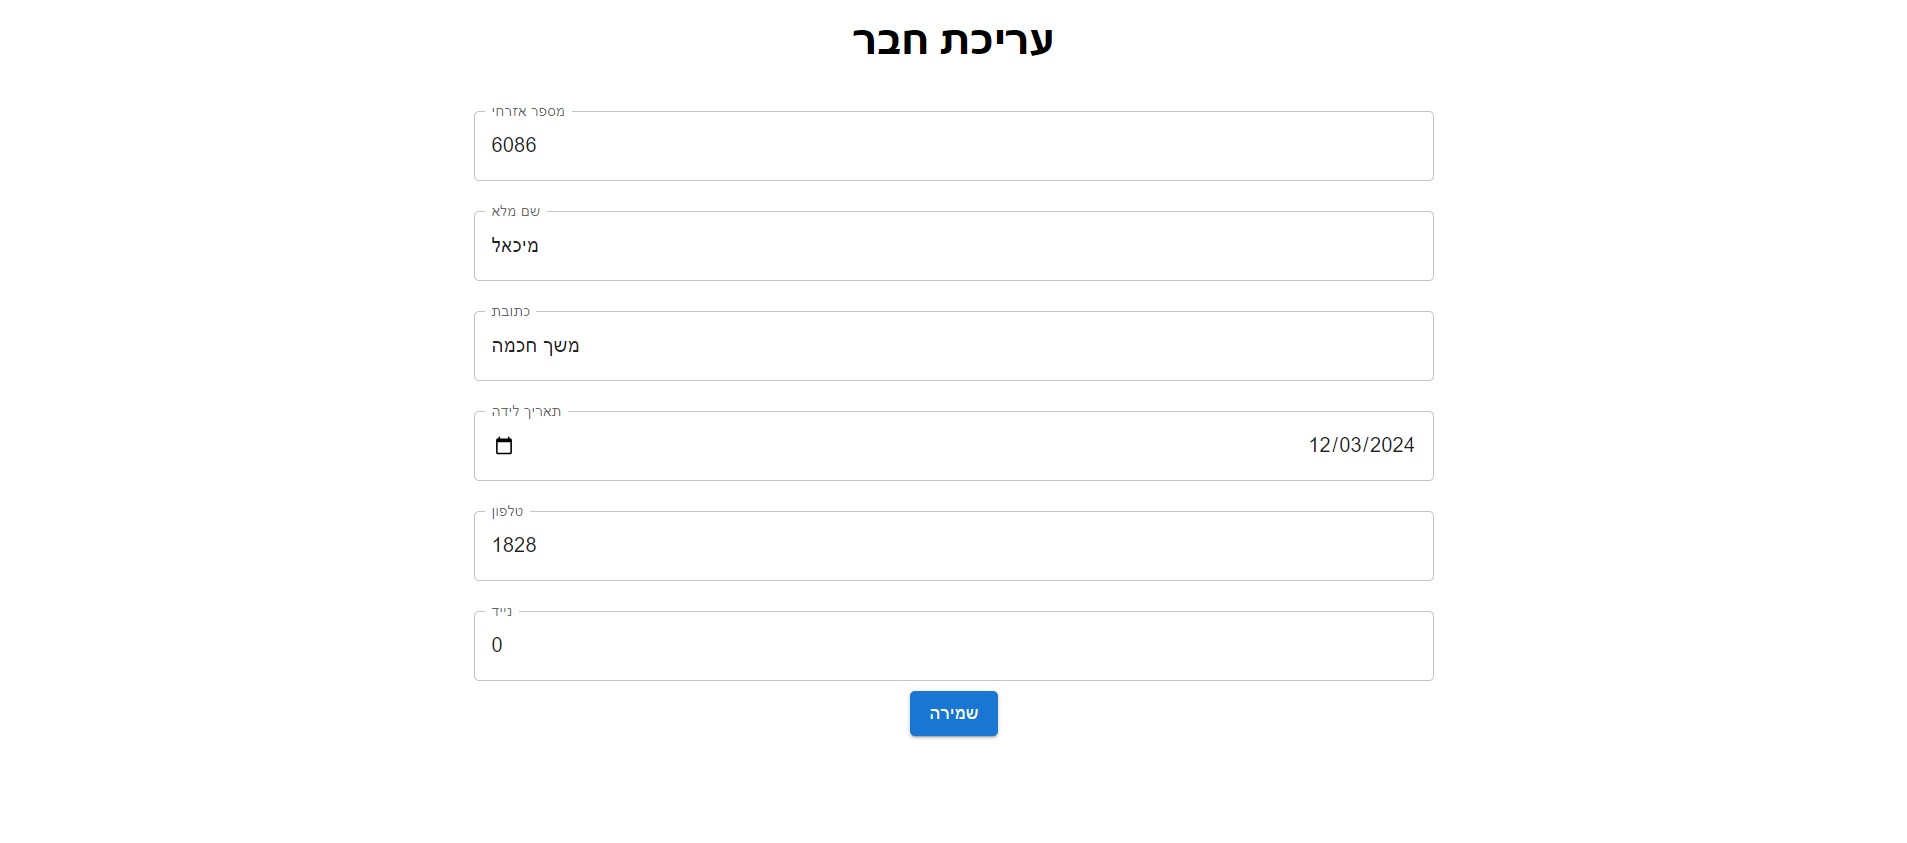 עריכת חבר
מספר אזרחי
6086
שם מלא
מיכאל
כתובת
משך חכמה
תאריך לידה
12/03/2024
טלפון
1828
נייד
0
שמירה